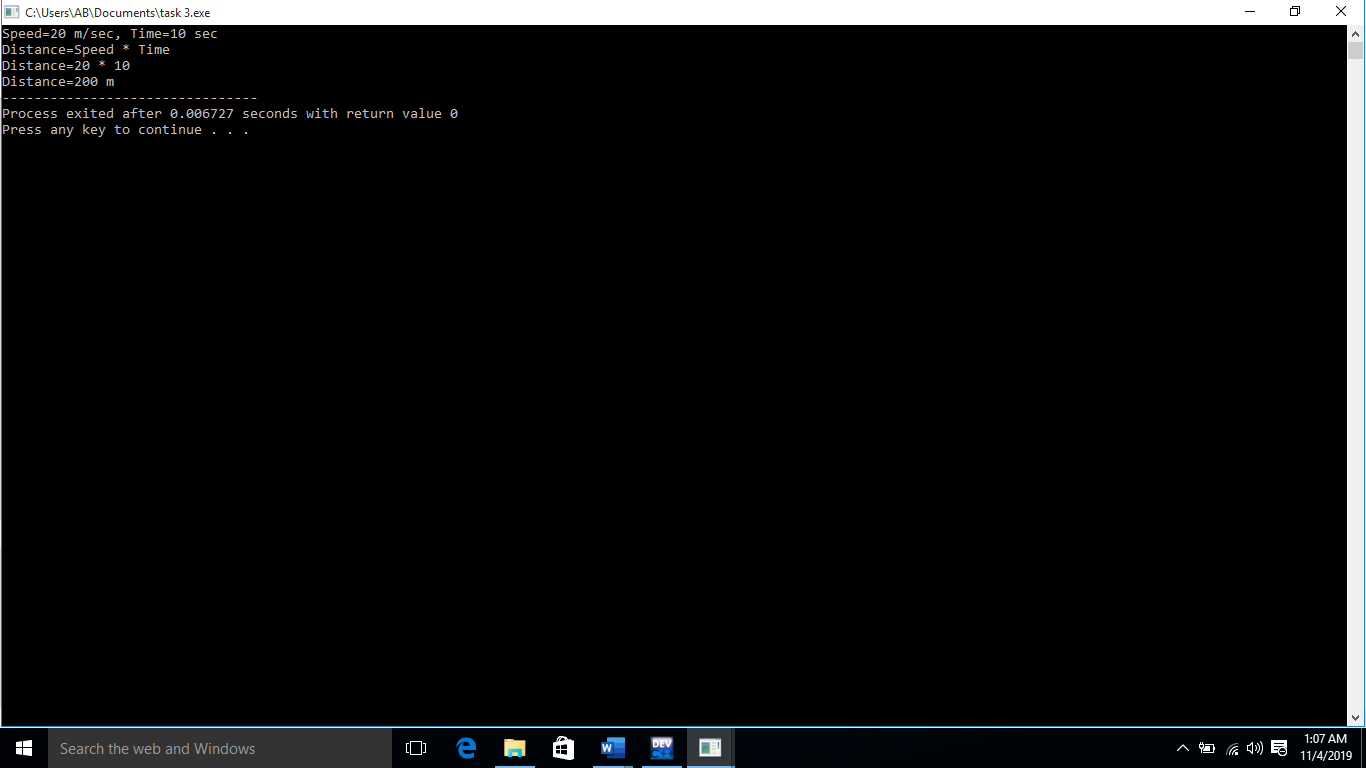 C:\Users\AB\Documents\task 3.exe
Speed=20 m/sec, Time=10 sec
Distance=Speed * Time
Distance=20 * 10
Distance=200 m
--------------------------------
Process exited after 0.006727 seconds with return value 0
Press any key to continue . . .
Search the web and Windows
W
DEV
1:07 AM
11/4/2019